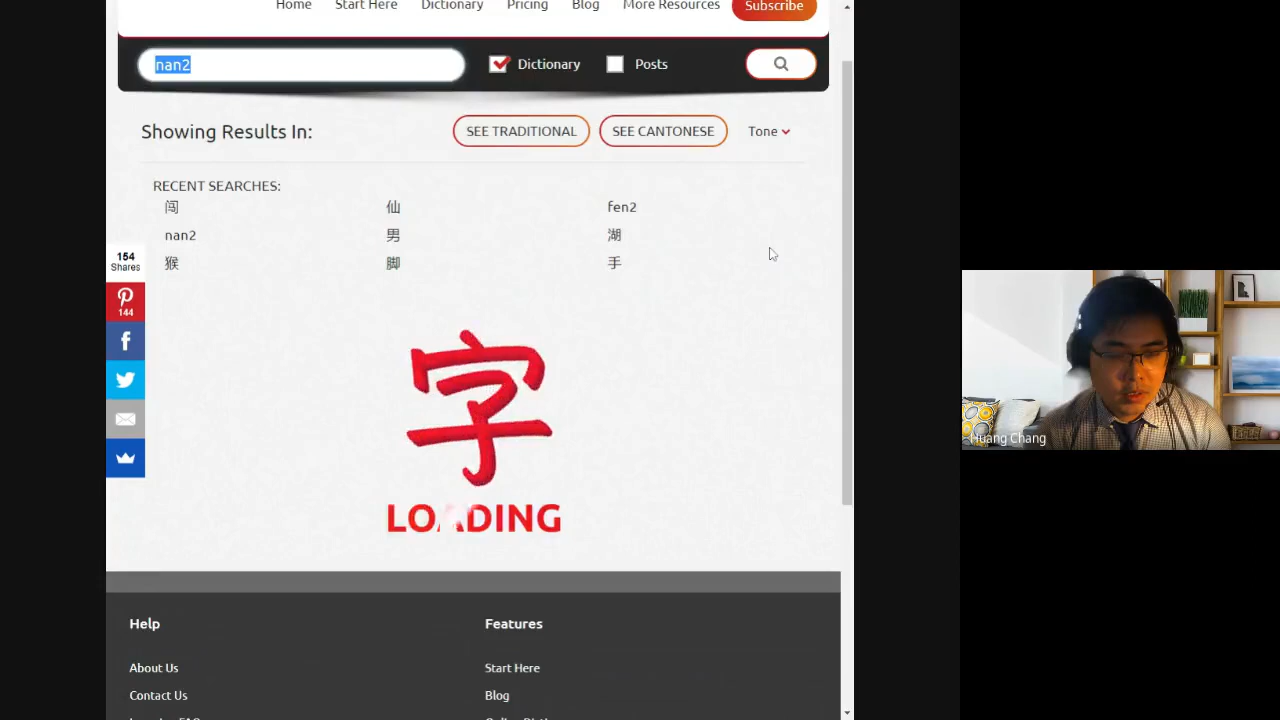 Home Start Here Dictionary Pricing Blog More Resources Subscribe
nan2 Dictionary Posts
Showing Results In: SEE TRADITIONAL SEE CANTONESE Tone
RECENT SEARCHES:
闯 仙 fen2
nan2 男 湖
猴 脚 手
154
Shares
144
字
LOADING
Help Features
About Us Start Here
Contact Us Blog
Huang Chang